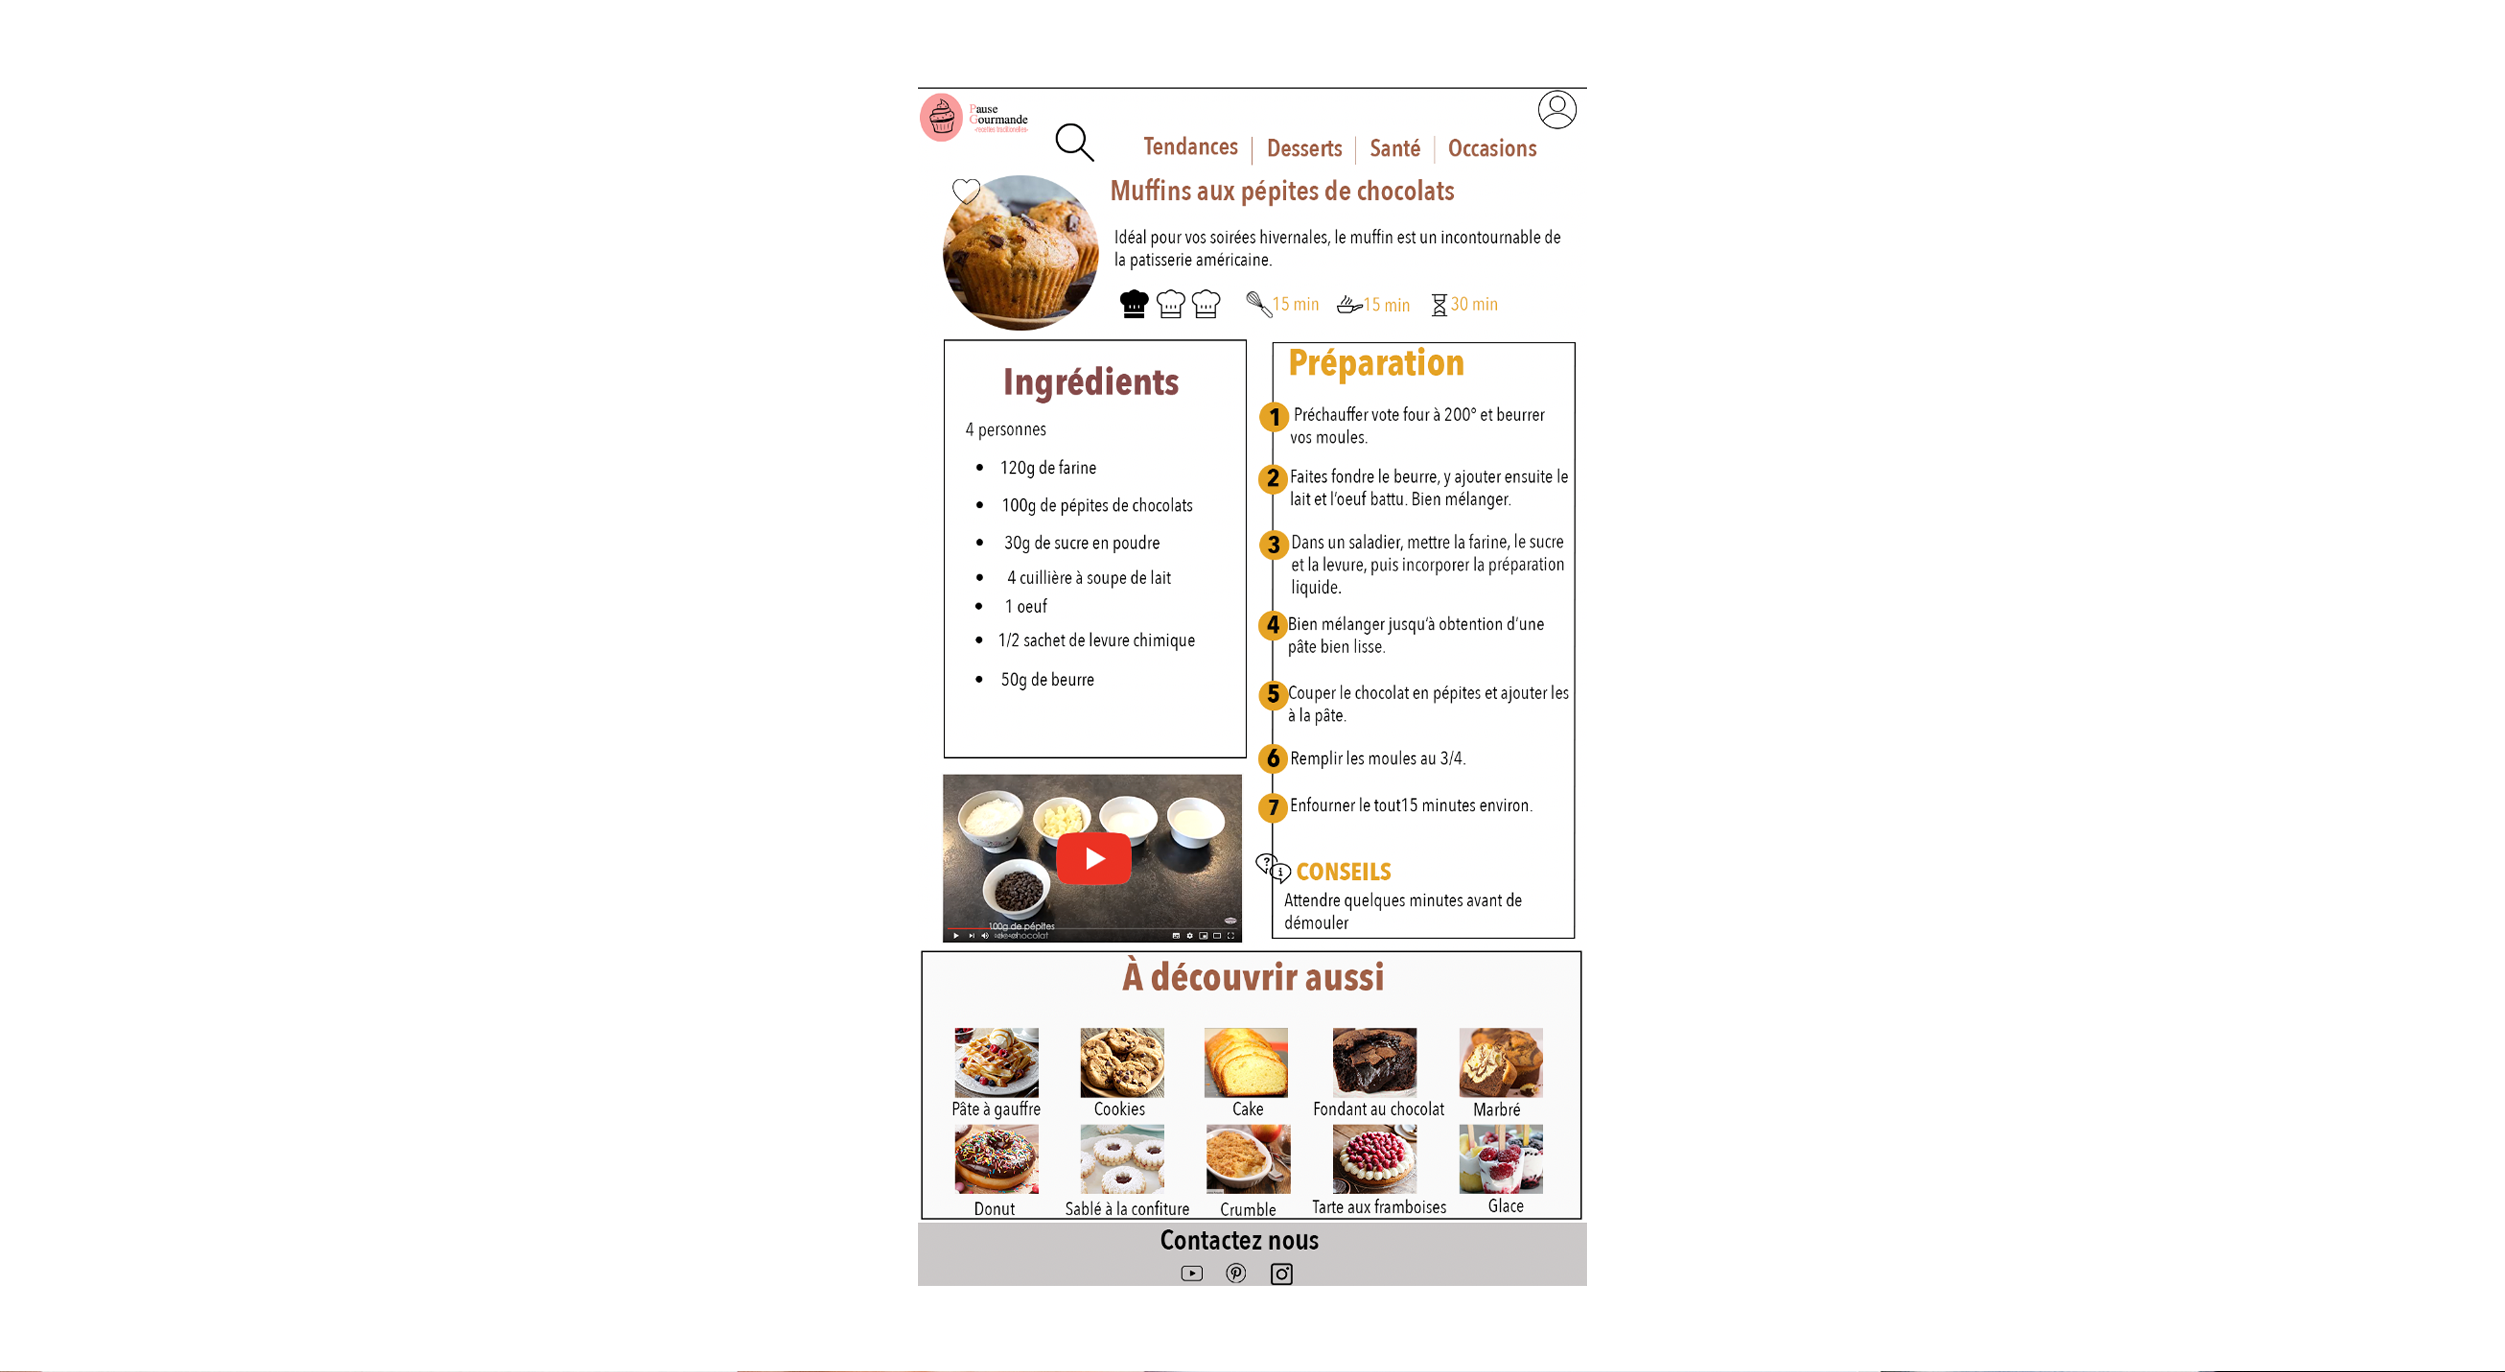 Pause
Gourmande
-recettes traditionelles-
Tendances
Desserts
Santé
Occasions
Muffins aux pépites de chocolats
Idéal pour vos soirées hivernales, le muffin est un incontournable de
la patisserie américaine.
15 min
15 min
30 min
Ingrédients
4 personnes
120g de farine
100g de pépites de chocolats
30g de sucre en poudre
4 cuillière à soupe de lait
1 oeuf
1/2 sachet de levure chimique
50g de beurre
100g de pépites
de chocolat
Préparation
1 Préchauffer vote four à 200° et beurrer
vos moules.
2 Faites fondre le beurre, y ajouter ensuite le
lait et l'oeuf battu. Bien mélanger.
3 Dans un saladier, mettre la farine, le sucre
et la levure, puis incorporer la préparation
liquide.
4 Bien mélanger jusqu'à obtention d'une
pâte bien lisse.
5 Couper le chocolat en pépites et ajouter les
à la pâte.
6 Remplir les moules au 3/4.
7 Enfourner le tout15 minutes environ.
CONSEILS
Attendre quelques minutes avant de
démouler
À découvrir aussi
Pâte à gauffre
Cookies
Cake
Fondant au chocolat
Marbré
Donut
Sablé à la confiture
Crumble
Tarte aux framboises
Glace
Contactez nous